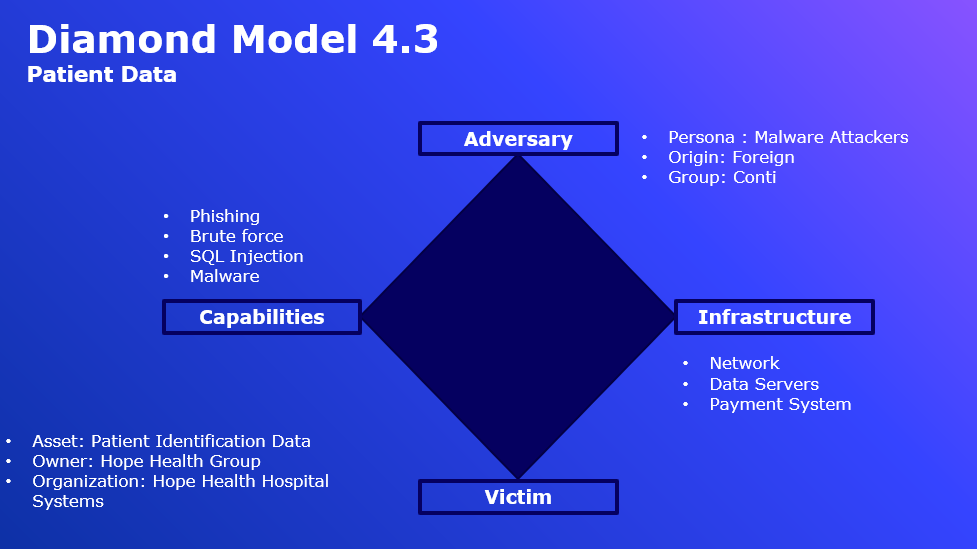 Diamond Model 4.3
Patient Data
Adversary
• Persona : Malware Attackers
• Origin: Foreign
• Group: Conti
• Phishing
• Brute force
• SQL Injection
• Malware
Capabilities
Infrastructure
• Network
• Data Servers
• Payment System
• Asset: Patient Identification Data
• Owner: Hope Health Group
• Organization: Hope Health Hospital
Systems
Victim